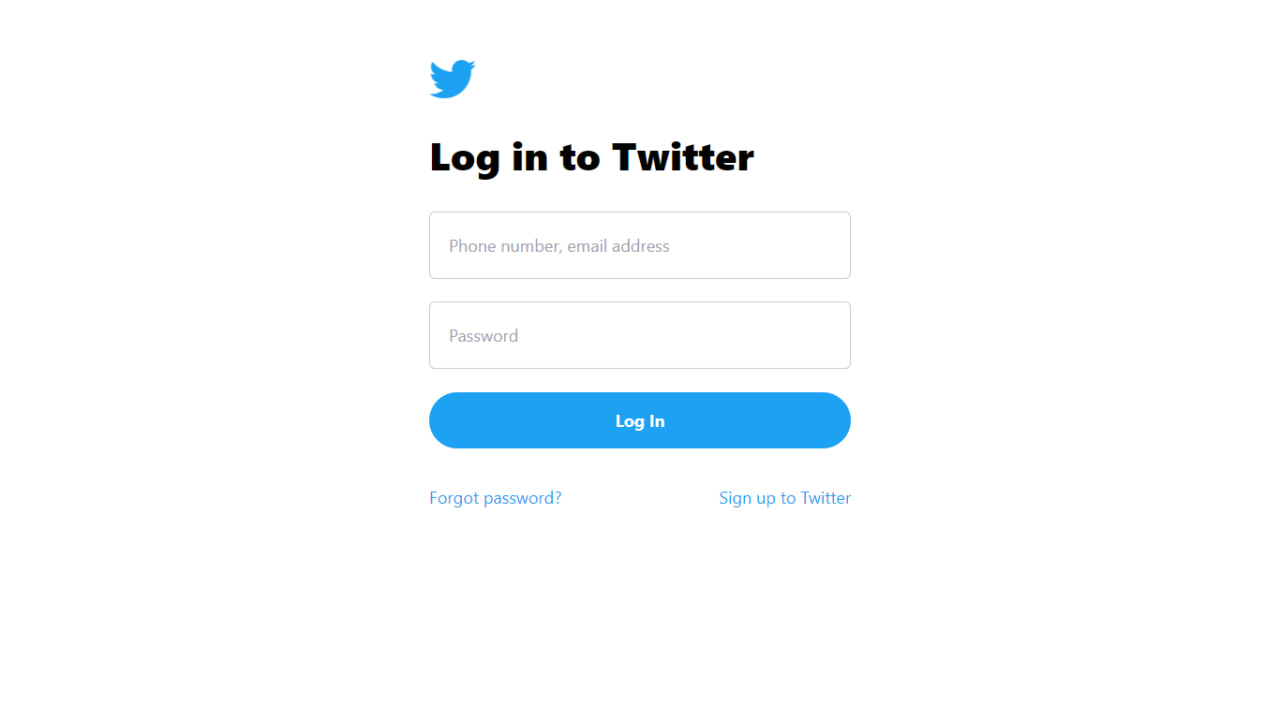 Log in to Twitter
Phone number, email address
Password
Log In
Forgot password? Sign up to Twitter